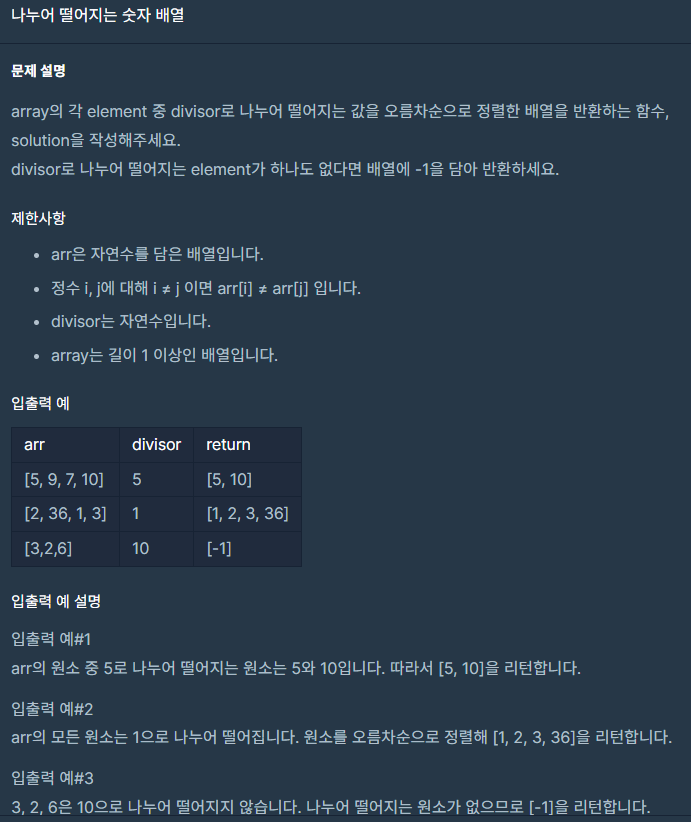 나누어 떨어지는 숫자 배열
문제 설명
array의 각 element 중 divisor로 나누어 떨어지는 값을 오름차순으로 정렬한 배열을 반환하는 함수,
solution을 작성해주세요.
divisor로 나누어 떨어지는 element가 하나도 없다면 배열에 -1을 담아 반환하세요.
제한사항
• arr은 자연수를 담은 배열입니다.
• 정수 i, j에 대해 i ≠ j 이면 arr[i] ≠ arr[j] 입니다.
• divisor는 자연수입니다.
• array는 길이 1 이상인 배열입니다.
입출력 예
arr divisor return
[5, 9, 7, 10] 5 [5, 10]
[2, 36, 1, 3] 1 [1, 2, 3, 36]
[3,2,6] 10 [-1]
입출력 예 설명
입출력 예#1
arr의 원소 중 5로 나누어 떨어지는 원소는 5와 10입니다. 따라서 [5, 10]을 리턴합니다.
입출력 예#2
arr의 모든 원소는 1으로 나누어 떨어집니다. 원소를 오름차순으로 정렬해 [1, 2, 3, 36]을 리턴합니다.
입출력 예#3
3, 2, 6은 10으로 나누어 떨어지지 않습니다. 나누어 떨어지는 원소가 없으므로 [-1]을 리턴합니다.